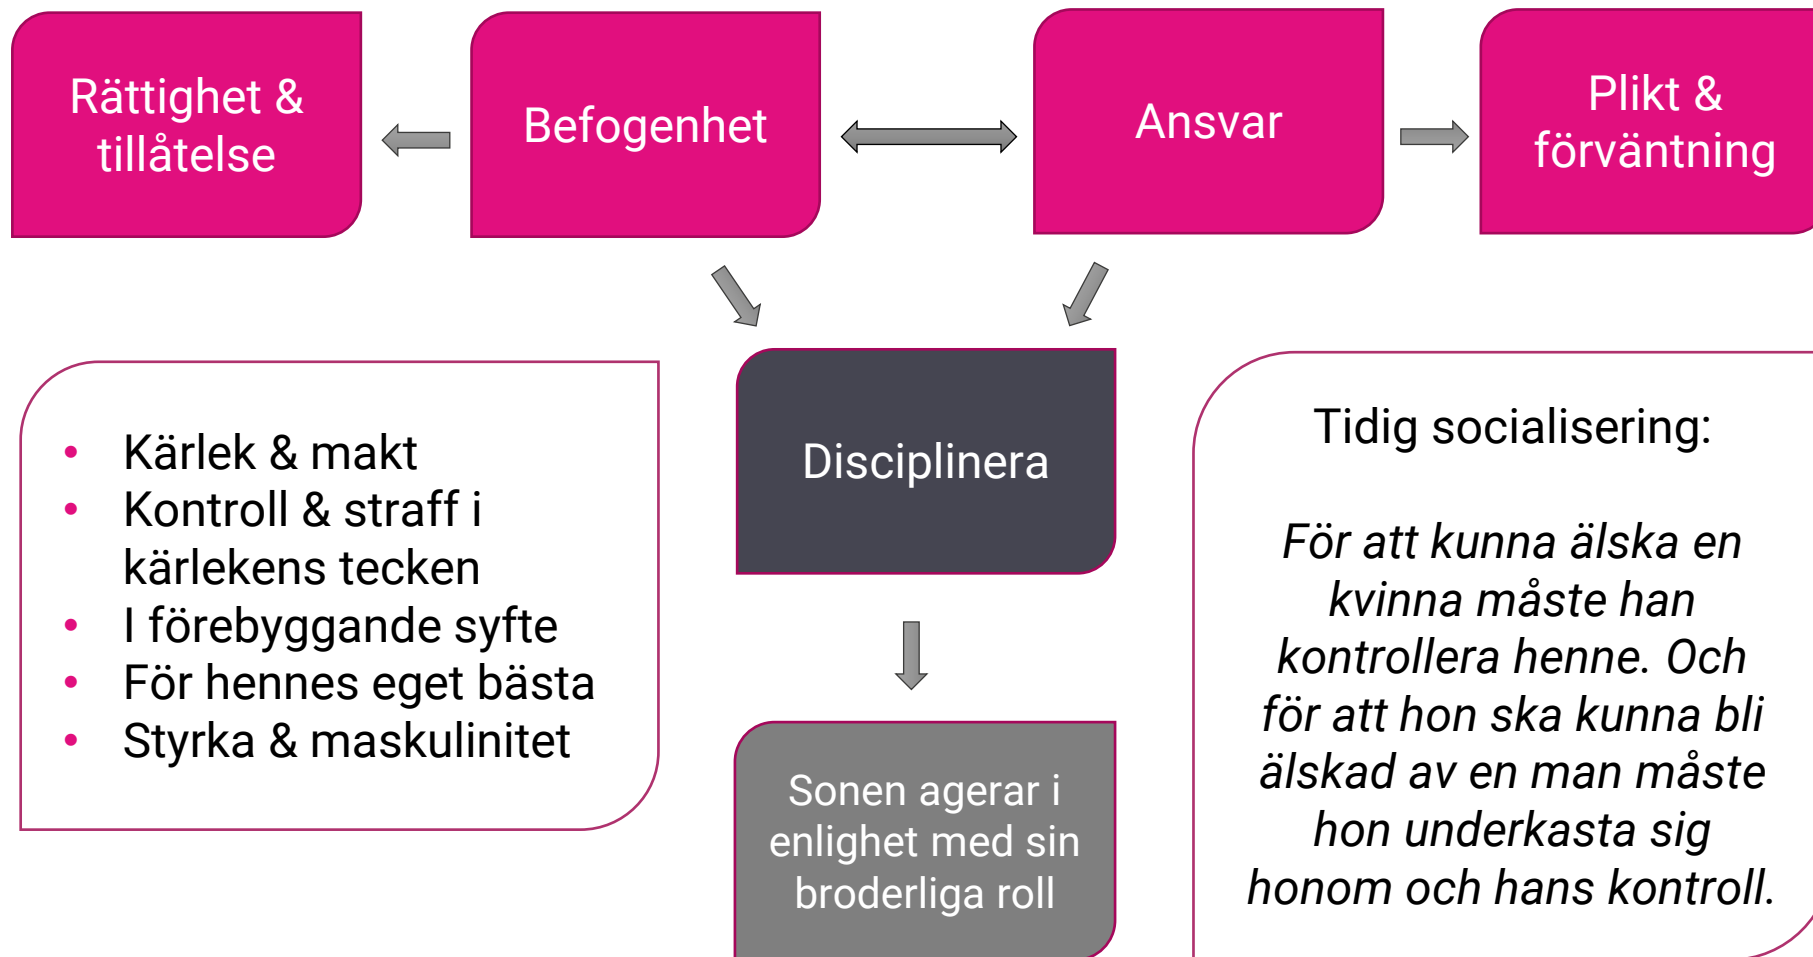 Rättighet &
tillåtelse
Befogenhet
Ansvar
Plikt &
förväntning
• Kärlek & makt
• Kontroll & straff i
kärlekens tecken
• I förebyggande syfte
• För hennes eget bästa
• Styrka & maskulinitet
Disciplinera
Sonen agerar i
enlighet med sin
broderliga roll
Tidig socialisering:
För att kunna älska en
kvinna måste han
kontrollera henne. Och
för att hon ska kunna bli
älskad av en man måste
hon underkasta sig
honom och hans kontroll.